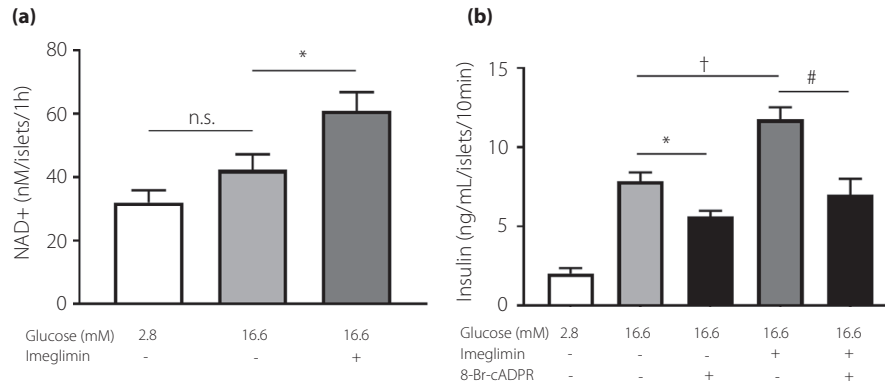 (a)
80
60
40
20
0
NAD+ (nM/islets/1h)
n.s.
*
Glucose (mM) 2.8 16.6 16.6
Imeglimin - - +
(b)
15
10
5
0
Insulin (ng/mL/islets/10min)
†
#
*
Glucose (mM) 2.8 16.6 16.6 16.6 16.6
Imeglimin - - - + +
8-Br-cADPR - - + - +